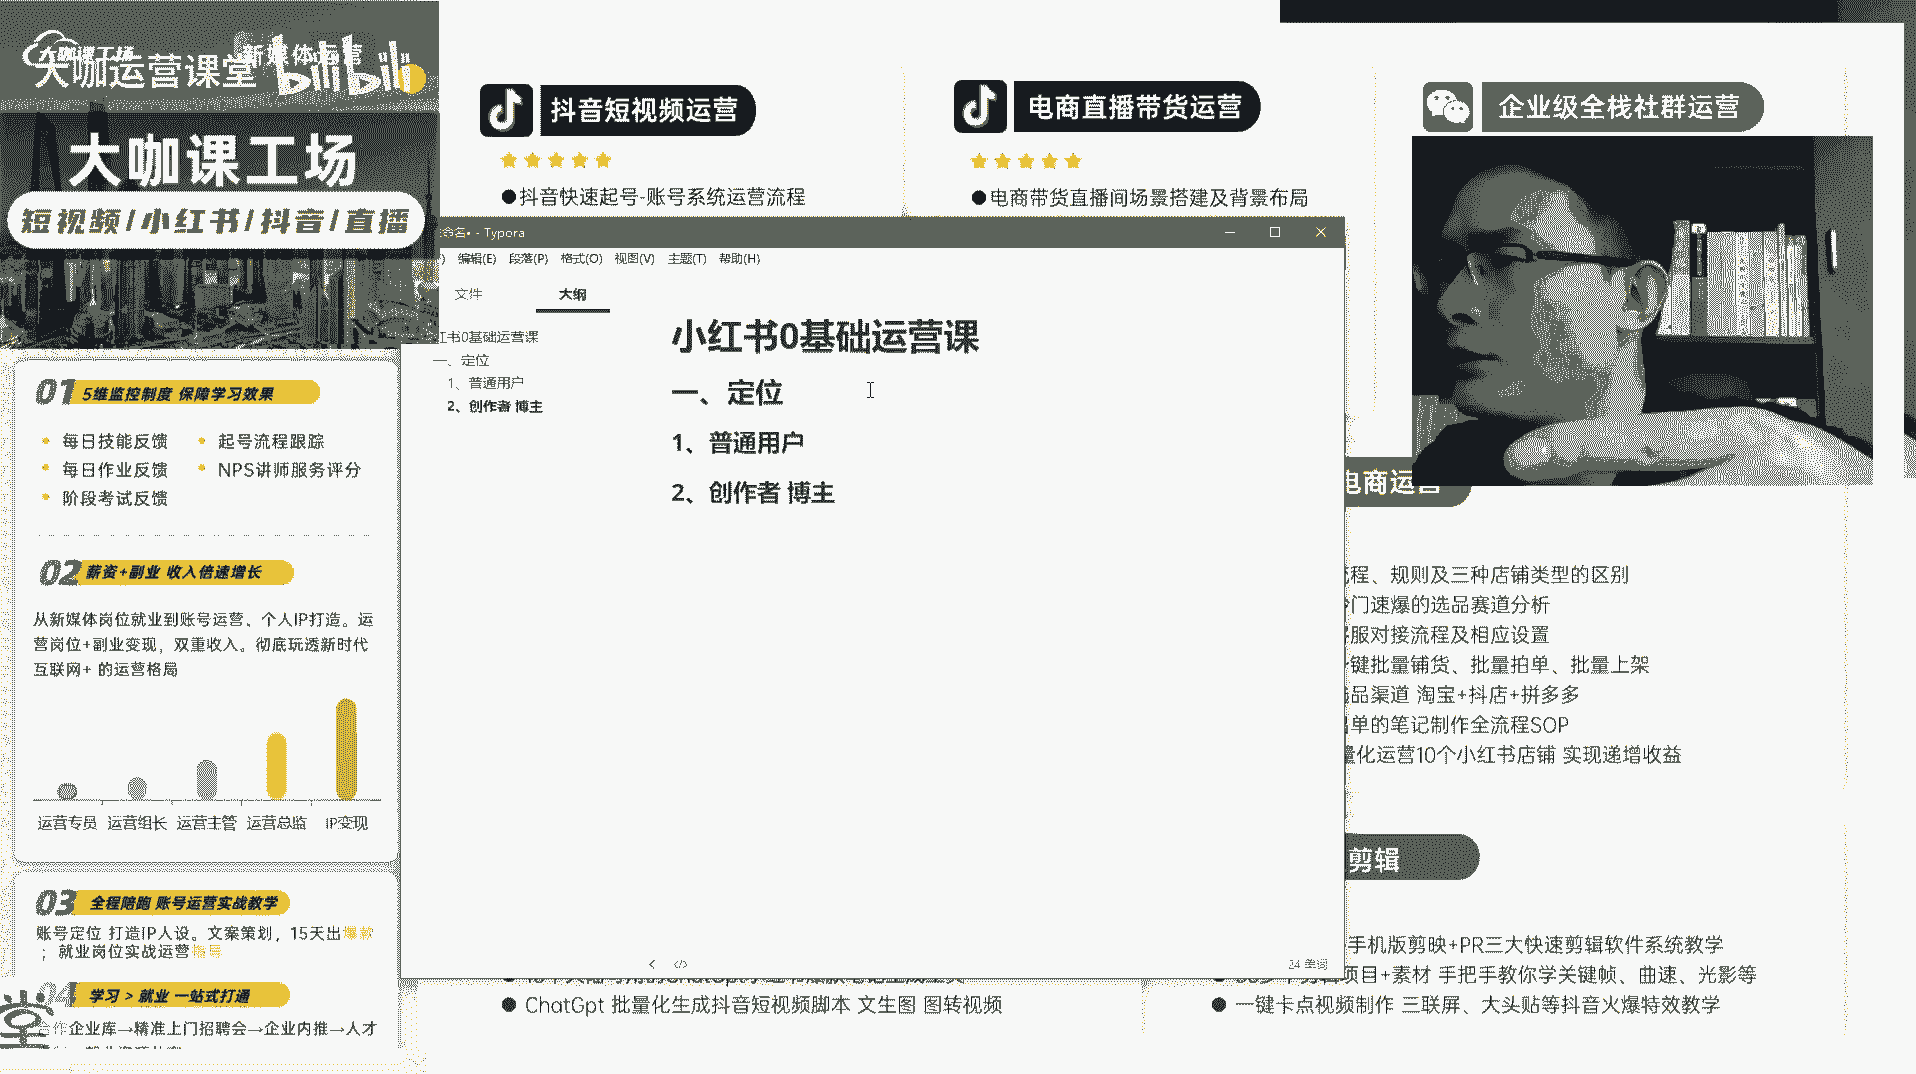 大咖课工场
大咖运营课堂
新媒体运营
bilibili
大咖课工场
短视频/小红书/抖音/直播
01 5维监控制度 保障学习效果
每日技能反馈
起号流程跟踪
每日作业反馈
NPS讲师服务评分
阶段考试反馈
02 薪资+副业 收入倍速增长
从新媒体岗位就业到账号运营、个人IP打造。运
营岗位+副业变现，双重收入。彻底玩透新时代
互联网+ 的运营格局
运营专员 运营组长 运营主管 运营总监 IP变现
03 全程陪跑 账号运营实战教学
账号定位 打造IP人设。文案策划，15天出爆款
；就业岗位实战运营指导
04 学习 > 就业 一站式打通
合作企业库→精准上门招聘会→企业内推→人才
抖音短视频运营
●抖音快速起号-账号系统运营流程
电商直播带货运营
●电商带货直播间场景搭建及背景布局
企业级全栈社群运营
命名• - Typora
编辑(E) 段落(P) 格式(O) 视图(V) 主题(T) 帮助(H)
文件
大纲
红书0基础运营课
一、定位
1、普通用户
2、创作者 博主
小红书0基础运营课
一、定位
1、普通用户
2、创作者 博主
24 单词
电商运营
程、规则及三种店铺类型的区别
门速爆的选品赛道分析
服对接流程及相应设置
键批量铺货、批量拍单、批量上架
品渠道 淘宝+抖店+拼多多
单的笔记制作全流程SOP
量化运营10个小红书店铺 实现递增收益
剪辑
手机版剪映+PR三大快速剪辑软件系统教学
项目+素材 手把手教你学关键帧、曲速、光影等
● 一键卡点视频制作 三联屏、大头贴等抖音火爆特效教学
● ChatGpt 批量化生成抖音短视频脚本 文生图 图转视频